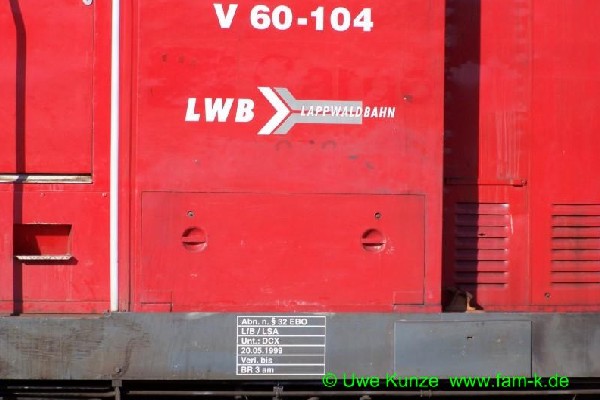 V 60-104
LWB LAPPWALDBAHN
Abn. n. § 32 EBO
LfB / LSA
Unt.: DCX
20.05.1999
Verl. bis
BR 3 am
© Uwe Kunze www.fam-k.de